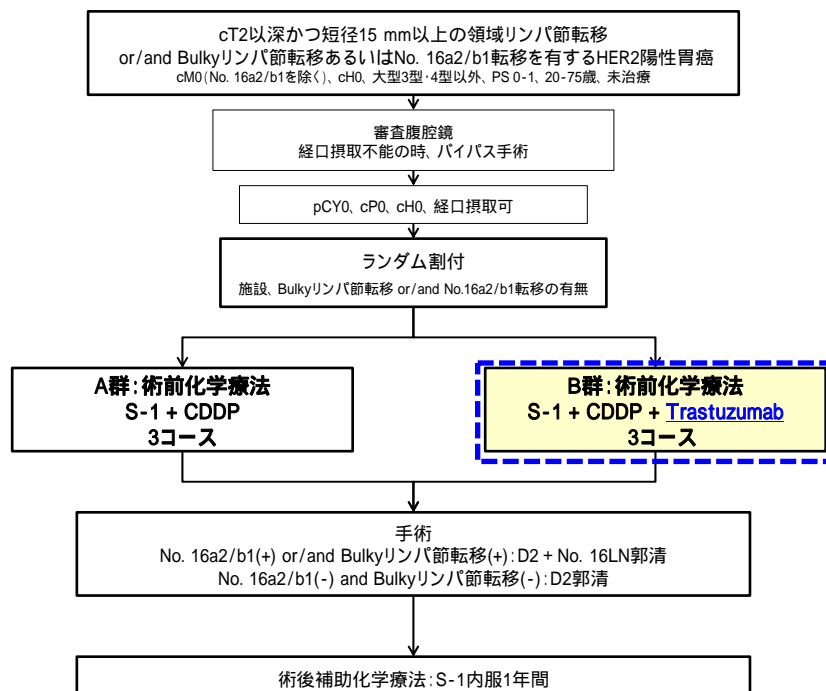 cT2以深かつ短径15 mm以上の領域リンパ節転移
or/and Bulkyリンパ節転移あるいはNo. 16a2/b1転移を有するHER2陽性胃癌
cM0(No. 16a2/b1を除く)、cH0、大型3型・4型以外、PS 0-1、20-75歳、未治療
審査腹腔鏡
経口摂取不能の時、バイパス手術
pCY0、cP0、cH0、経口摂取可
ランダム割付
施設、Bulkyリンパ節転移 or/and No.16a2/b1転移の有無
A群:術前化学療法
S-1 + CDDP
3コース
B群:術前化学療法
S-1 + CDDP + Trastuzumab
3コース
手術
No. 16a2/b1(+) or/and Bulkyリンパ節転移(+):D2 + No. 16LN郭清
No. 16a2/b1(-) and Bulkyリンパ節転移(-):D2郭清
術後補助化学療法:S-1内服1年間